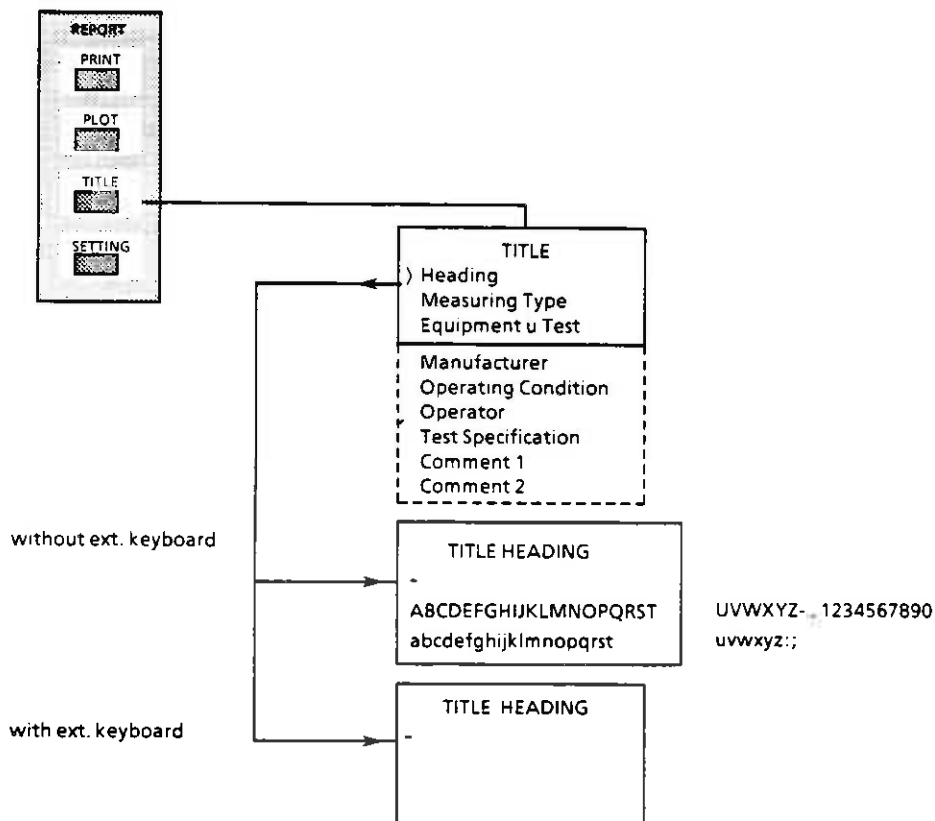 REPORT
PRINT
PLOT
TITLE
SETTING
TITLE
) Heading
Measuring Type
Equipment u Test
Manufacturer
Operating Condition
Operator
Test Specification
Comment 1
Comment 2
without ext. keyboard
TITLE HEADING
-
ABCDEFGHIJKLMNOPQRST UVWXYZ- 1234567890
abcdefghijklmnopqrst uvwxyz:;
with ext. keyboard
TITLE HEADING
-